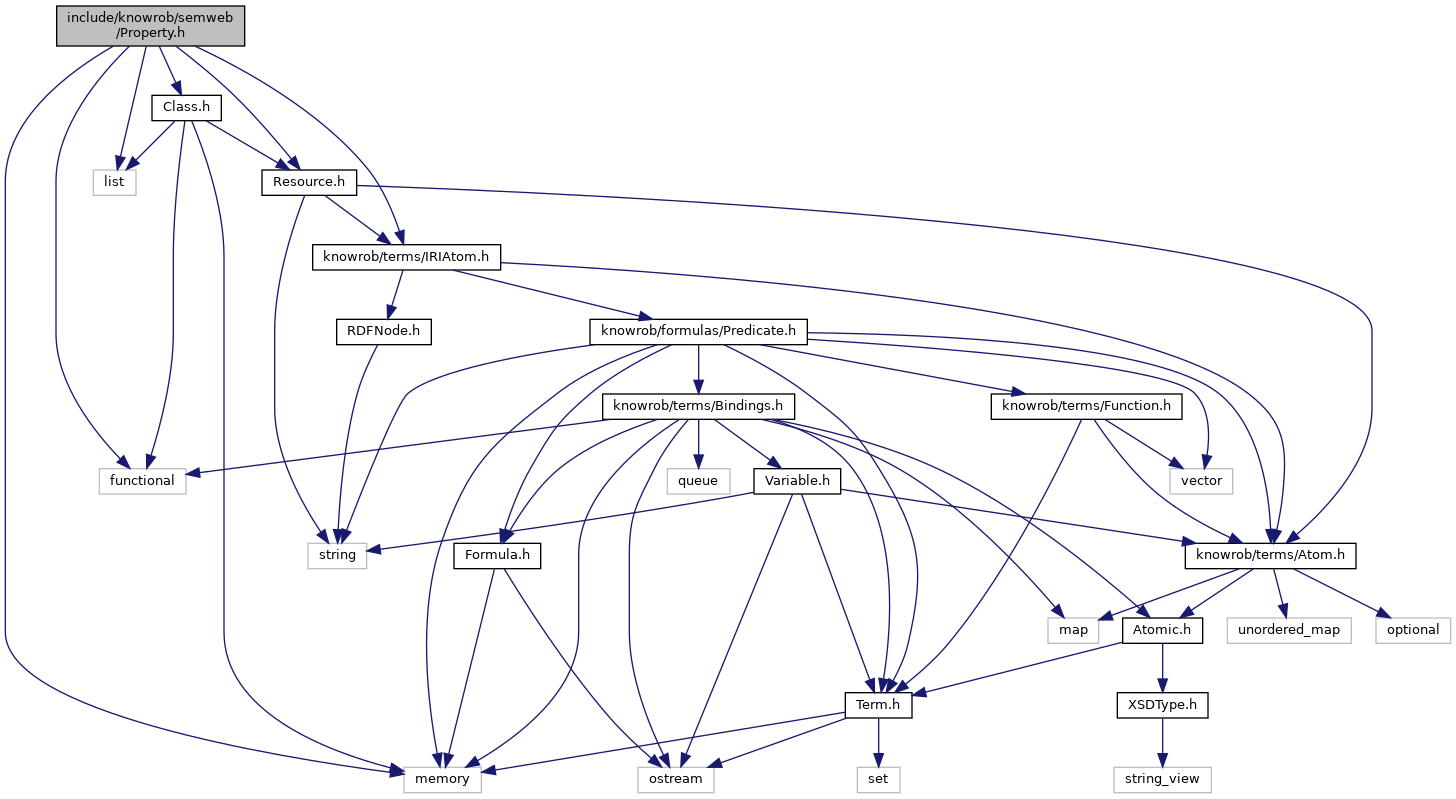 include/knowrob/semweb
/Property.h
Class.h
list
Resource.h
knowrob/terms/IRIAtom.h
RDFNode.h
knowrob/formulas/Predicate.h
knowrob/terms/Bindings.h
knowrob/terms/Function.h
functional
queue
Variable.h
vector
string
Formula.h
knowrob/terms/Atom.h
map
Atomic.h
unordered_map
optional
Term.h
XSDType.h
memory
ostream
set
string_view